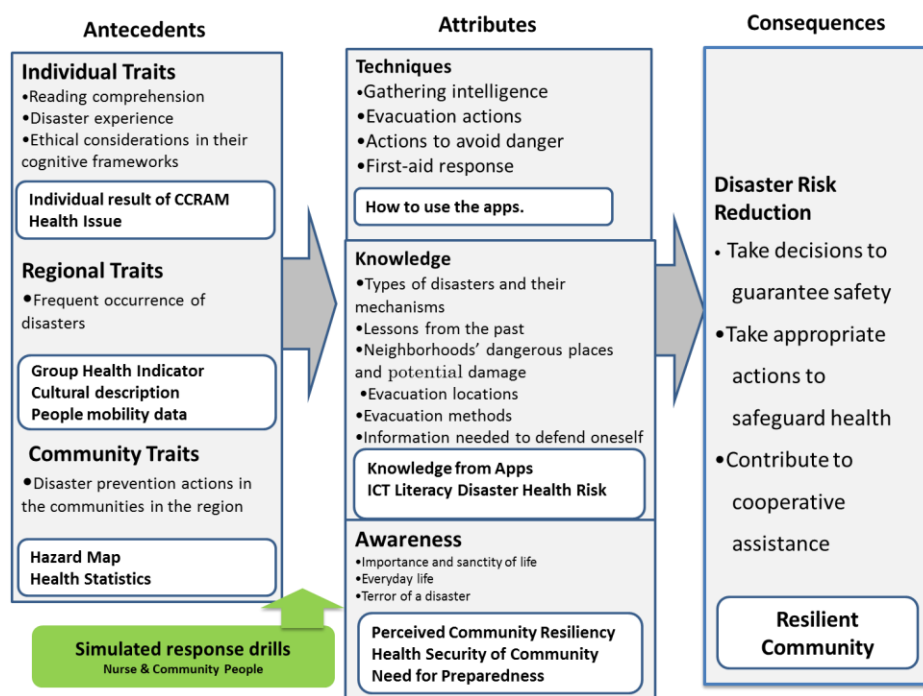 Antecedents
Individual Traits
•Reading comprehension
•Disaster experience
•Ethical considerations in their
cognitive frameworks
Individual result of CCRAM
Health Issue
Regional Traits
•Frequent occurrence of
disasters
Group Health Indicator
Cultural description
People mobility data
Community Traits
•Disaster prevention actions in
the communities in the region
Hazard Map
Health Statistics
Simulated response drills
Nurse & Community People
Attributes
Techniques
•Gathering intelligence
•Evacuation actions
•Actions to avoid danger
•First-aid response
How to use the apps.
Knowledge
•Types of disasters and their
mechanisms
•Lessons from the past
•Neighborhoods’ dangerous places
and potential damage
•Evacuation locations
•Evacuation methods
•Information needed to defend oneself
Knowledge from Apps
ICT Literacy Disaster Health Risk
Awareness
•Importance and sanctity of life
•Everyday life
•Terror of a disaster
Perceived Community Resiliency
Health Security of Community
Need for Preparedness
Consequences
Disaster Risk
Reduction
• Take decisions to
guarantee safety
•Take appropriate
actions to
safeguard health
•Contribute to
cooperative
assistance
Resilient
Community